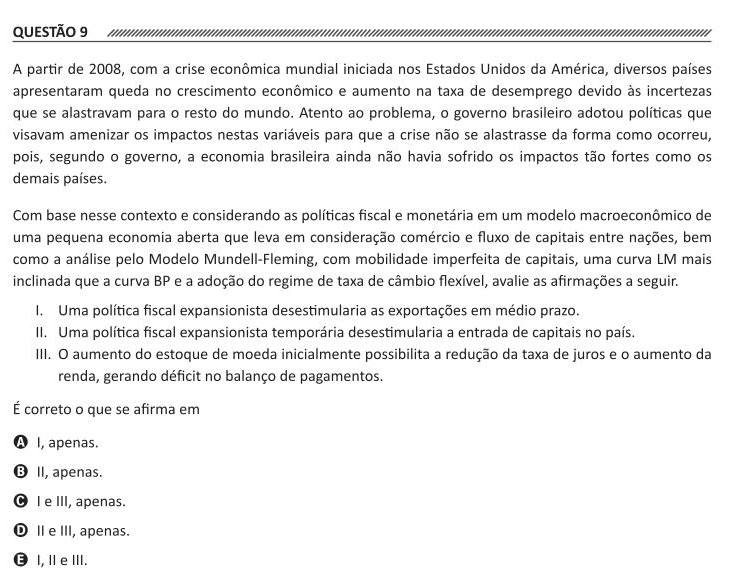 QUESTÃO 9
A partir de 2008, com a crise econômica mundial iniciada nos Estados Unidos da América, diversos países
apresentaram queda no crescimento econômico e aumento na taxa de desemprego devido às incertezas
que se alastravam para o resto do mundo. Atento ao problema, o governo brasileiro adotou políticas que
visavam amenizar os impactos nestas variáveis para que a crise não se alastrasse da forma como ocorreu,
pois, segundo o governo, a economia brasileira ainda não havia sofrido os impactos tão fortes como os
demais países.
Com base nesse contexto e considerando as políticas fiscal e monetária em um modelo macroeconômico de
uma pequena economia aberta que leva em consideração comércio e fluxo de capitais entre nações, bem
como a análise pelo Modelo Mundell-Fleming, com mobilidade imperfeita de capitais, uma curva LM mais
inclinada que a curva BP e a adoção do regime de taxa de câmbio flexível, avalie as afirmações a seguir.
I. Uma política fiscal expansionista desestimularia as exportações em médio prazo.
II. Uma política fiscal expansionista temporária desestimularia a entrada de capitais no país.
III. O aumento do estoque de moeda inicialmente possibilita a redução da taxa de juros e o aumento da
renda, gerando déficit no balanço de pagamentos.
É correto o que se afirma em
A I, apenas.
B II, apenas.
C I e III, apenas.
D II e III, apenas.
E I, II e III.